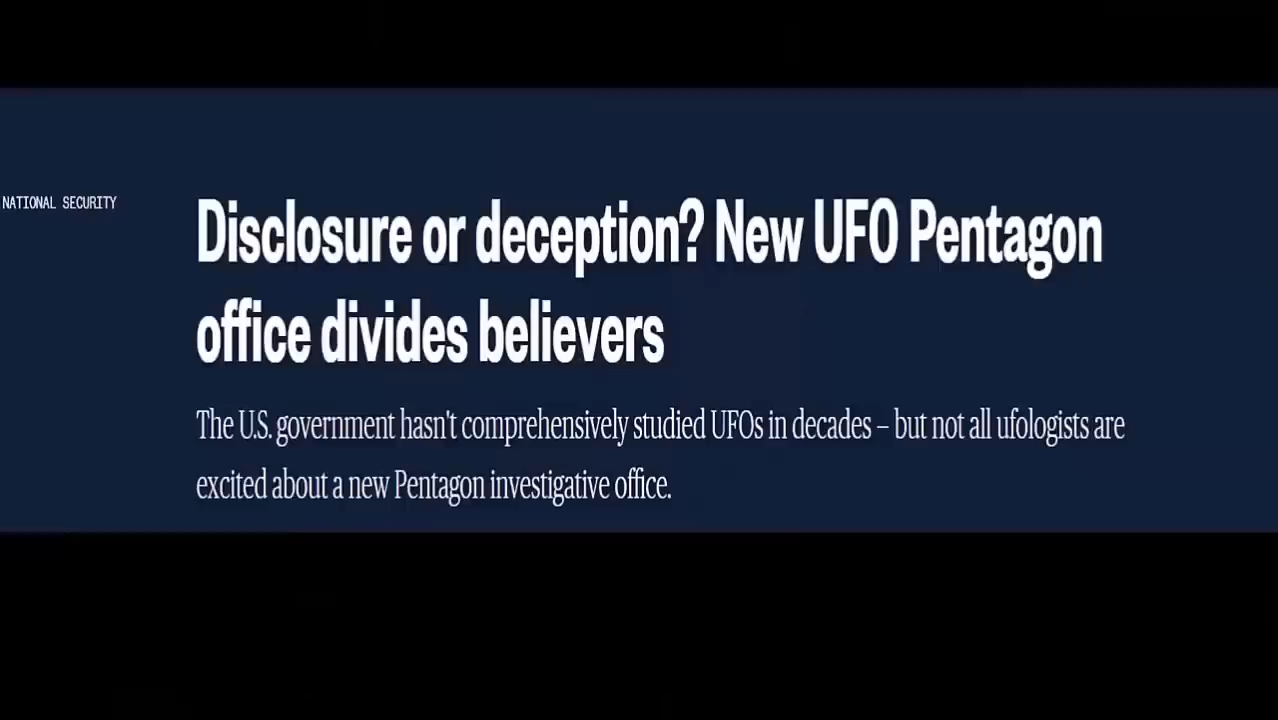 NATIONAL SECURITY
Disclosure or deception? New UFO Pentagon
office divides believers
The U.S. government hasn't comprehensively studied UFOs in decades – but not all ufologists are
excited about a new Pentagon investigative office.